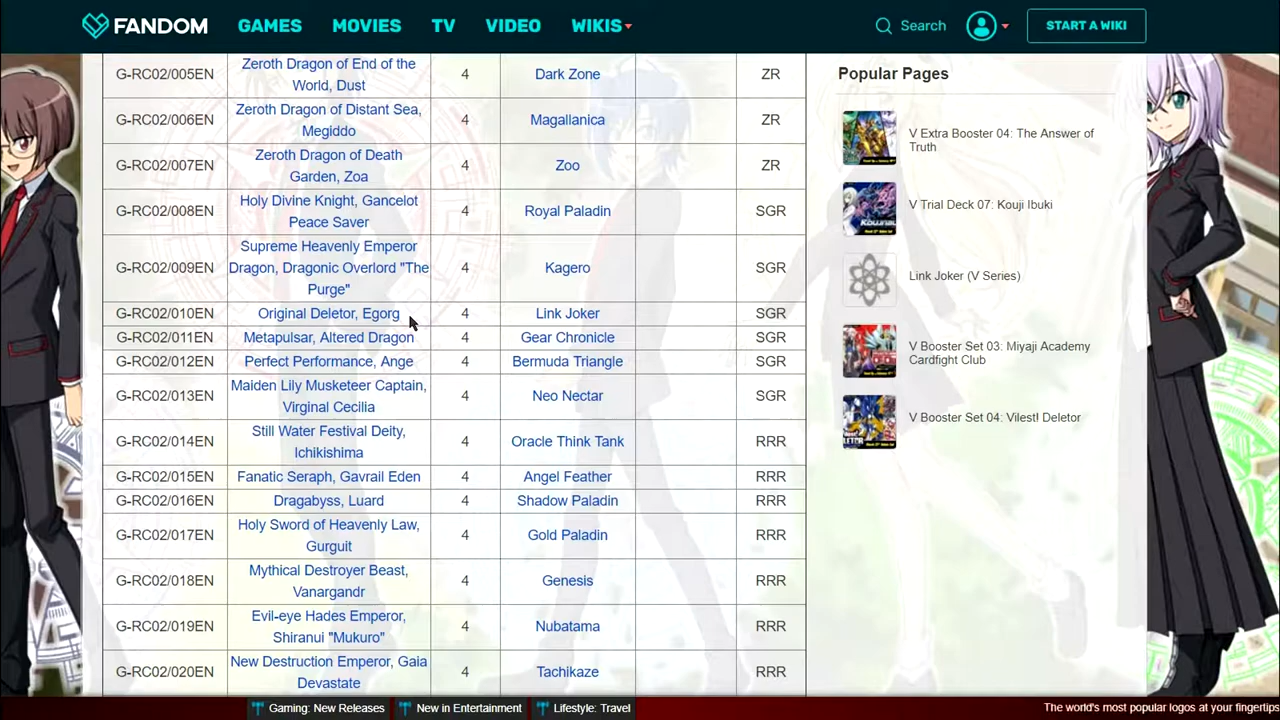 FANDOM GAMES MOVIES TV VIDEO WIKIS Search START A WIKI
G-RC02/005EN Zeroth Dragon of End of the World, Dust 4 Dark Zone ZR
G-RC02/006EN Zeroth Dragon of Distant Sea, Megiddo 4 Magallanica ZR
G-RC02/007EN Zeroth Dragon of Death Garden, Zoa 4 Zoo ZR
G-RC02/008EN Holy Divine Knight, Gancelot Peace Saver 4 Royal Paladin SGR
G-RC02/009EN Supreme Heavenly Emperor Dragon, Dragonic Overlord "The Purge" 4 Kagero SGR
G-RC02/010EN Original Deletor, Egorg 4 Link Joker SGR
G-RC02/011EN Metapulsar, Altered Dragon 4 Gear Chronicle SGR
G-RC02/012EN Perfect Performance, Ange 4 Bermuda Triangle SGR
G-RC02/013EN Maiden Lily Musketeer Captain, Virginal Cecilia 4 Neo Nectar SGR
G-RC02/014EN Still Water Festival Deity, Ichikishima 4 Oracle Think Tank RRR
G-RC02/015EN Fanatic Seraph, Gavrail Eden 4 Angel Feather RRR
G-RC02/016EN Dragabyss, Luard 4 Shadow Paladin RRR
G-RC02/017EN Holy Sword of Heavenly Law, Gurguit 4 Gold Paladin RRR
G-RC02/018EN Mythical Destroyer Beast, Vanargandr 4 Genesis RRR
G-RC02/019EN Evil-eye Hades Emperor, Shiranui "Mukuro" 4 Nubatama RRR
G-RC02/020EN New Destruction Emperor, Gaia Devastate 4 Tachikaze RRR
Popular Pages
V Extra Booster 04: The Answer of
Truth
V Trial Deck 07: Kouji Ibuki
Link Joker (V Series)
V Booster Set 03: Miyaji Academy
Cardfight Club
V Booster Set 04: Vilest! Deletor
Gaming: New Releases New in Entertainment Lifestyle: Travel The world's most popular logos at your fingertips